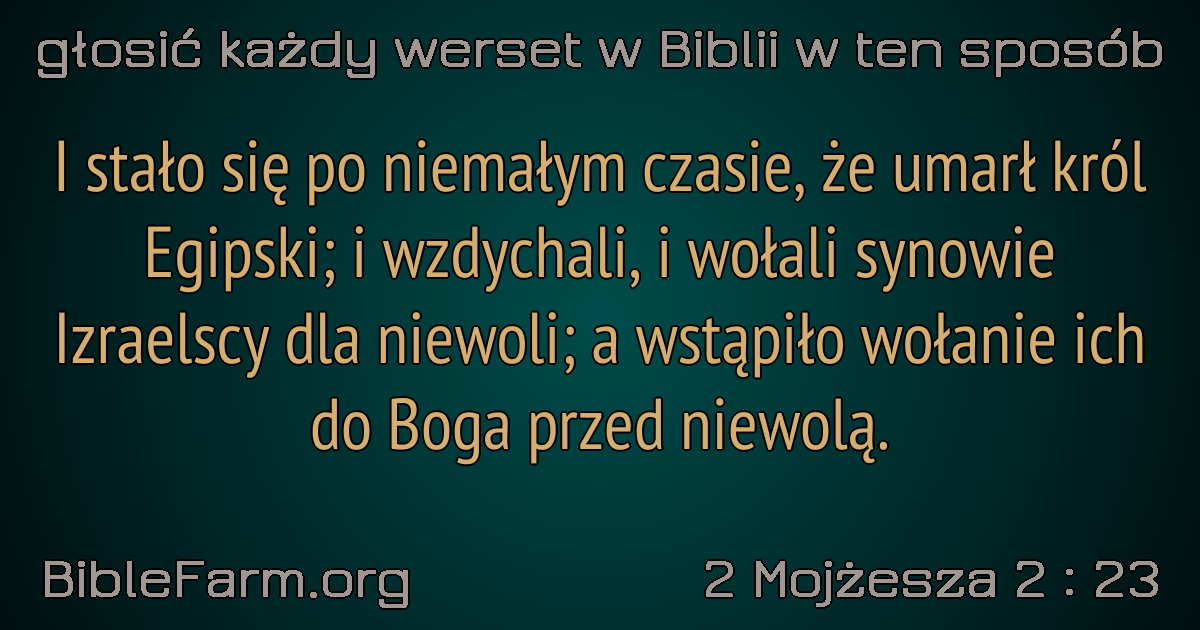 głosić każdy werset w Biblii w ten sposób
I stało się po niemałym czasie, że umarł król
Egipski; i wzdychali, i wołali synowie
Izraelscy dla niewoli; a wstąpiło wołanie ich
do Boga przed niewolą.
BibleFarm.org
2 Mojżesza 2 : 23